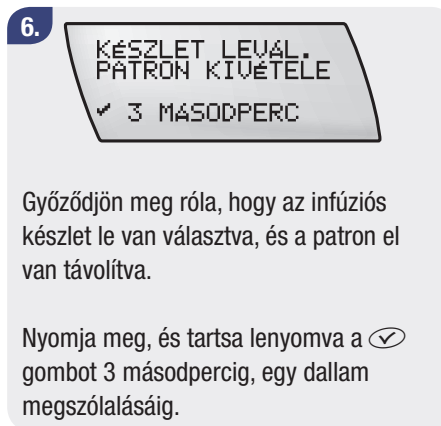 6.
KÉSZLET LEVÁL.
PATRON KIVÉTELE
✓ 3 MÁSODPERC
Győződjön meg róla, hogy az infúziós
készlet le van választva, és a patron el
van távolítva.
Nyomja meg, és tartsa lenyomva a ✓
gombot 3 másodpercig, egy dallam
megszólalásáig.